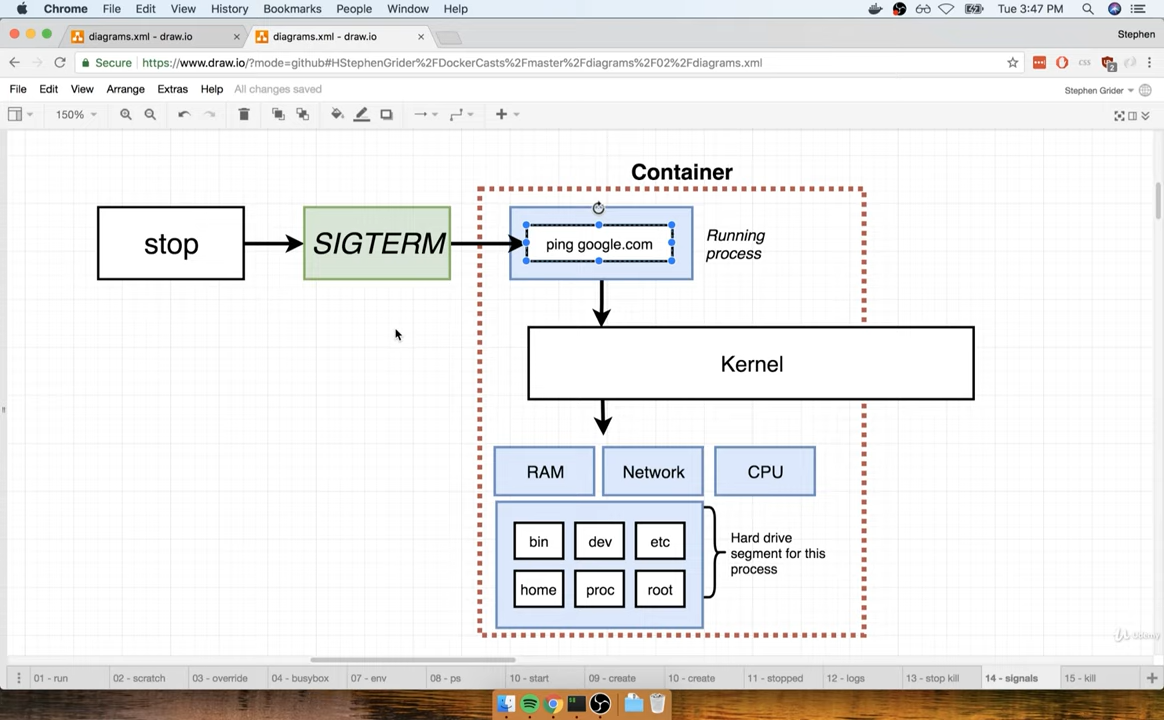 Chrome File Edit View History Bookmarks People Window Help Tue 3:47 PM
diagrams.xml - draw.io diagrams.xml - draw.io Stephen
Secure https://www.draw.io/?mode=github#HStephenGrider%2FDockerCasts%2Fmaster%2Fdiagrams%2F02%2Fdiagrams.xml CSS 2
File Edit View Arrange Extras Help All changes saved Stephen Grider
150%
Container
stop SIGTERM ping google.com Running
process
Kernel
RAM Network CPU
bin dev etc
home proc root
Hard drive
segment for this
process
Udemy
01 - run 02 - scratch 03 - override 04 - busybox 07 - env 08 - ps 10 - start 09 - create 10 - create 11 - stopped 12 - logs 13 - stop kill 14 - signals 15 - kill